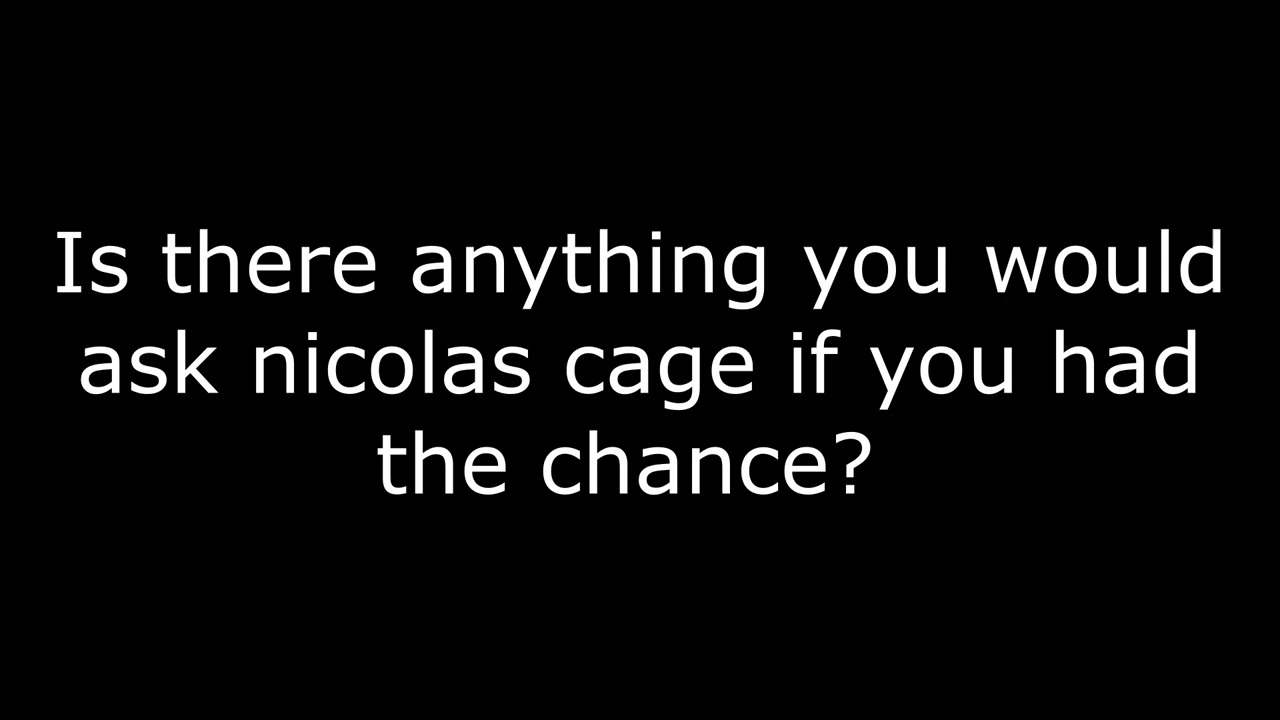 Is there anything you would
ask nicolas cage if you had
the chance?